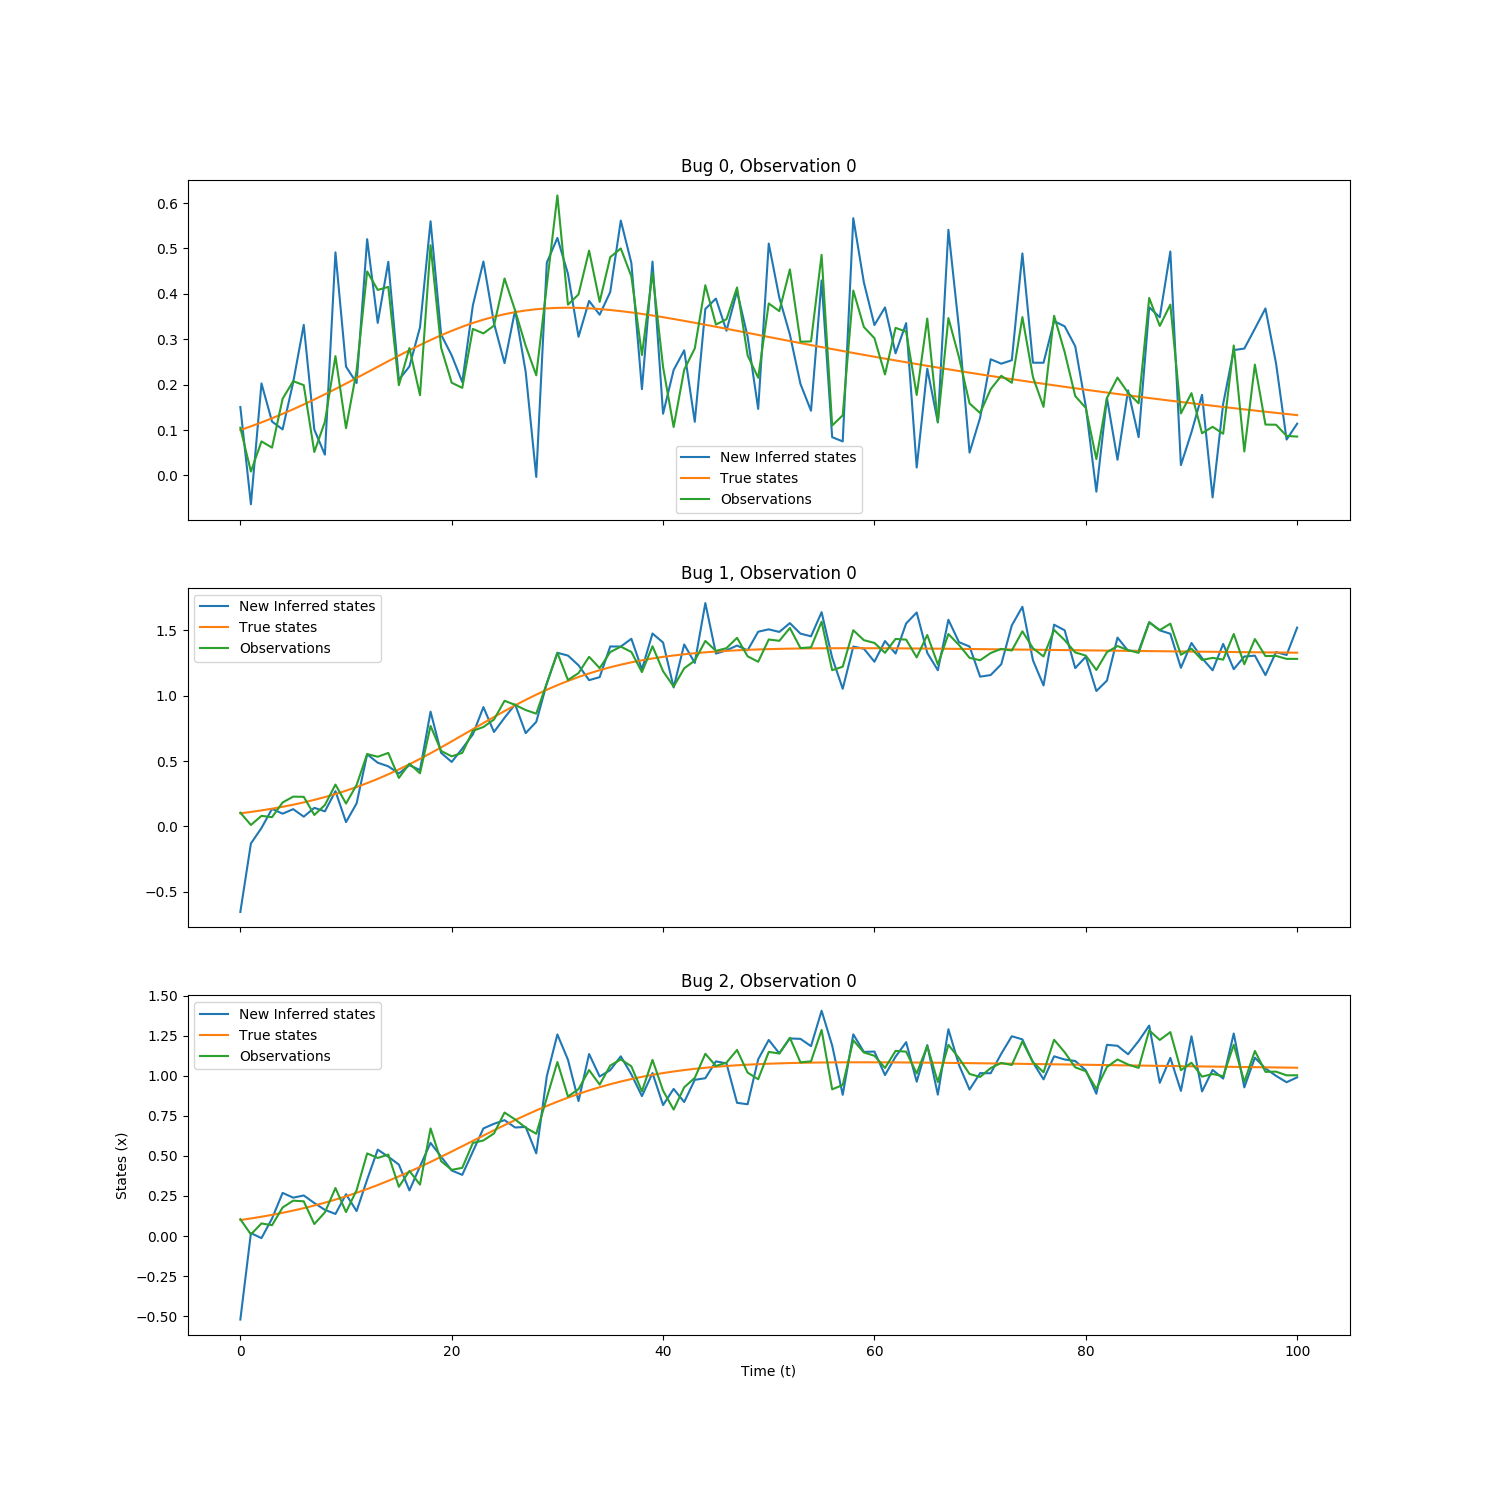 Bug 0, Observation 0
0.6
0.5
0.4
0.3
0.2
0.1
0.0
New Inferred states
True states
Observations
Bug 1, Observation 0
New Inferred states
True states
Observations
1.5
1.0
0.5
0.0
−0.5
Bug 2, Observation 0
New Inferred states
True states
Observations
1.50
1.25
1.00
0.75
0.50
0.25
0.00
−0.25
−0.50
States (x)
0 20 40 60 80 100
Time (t)